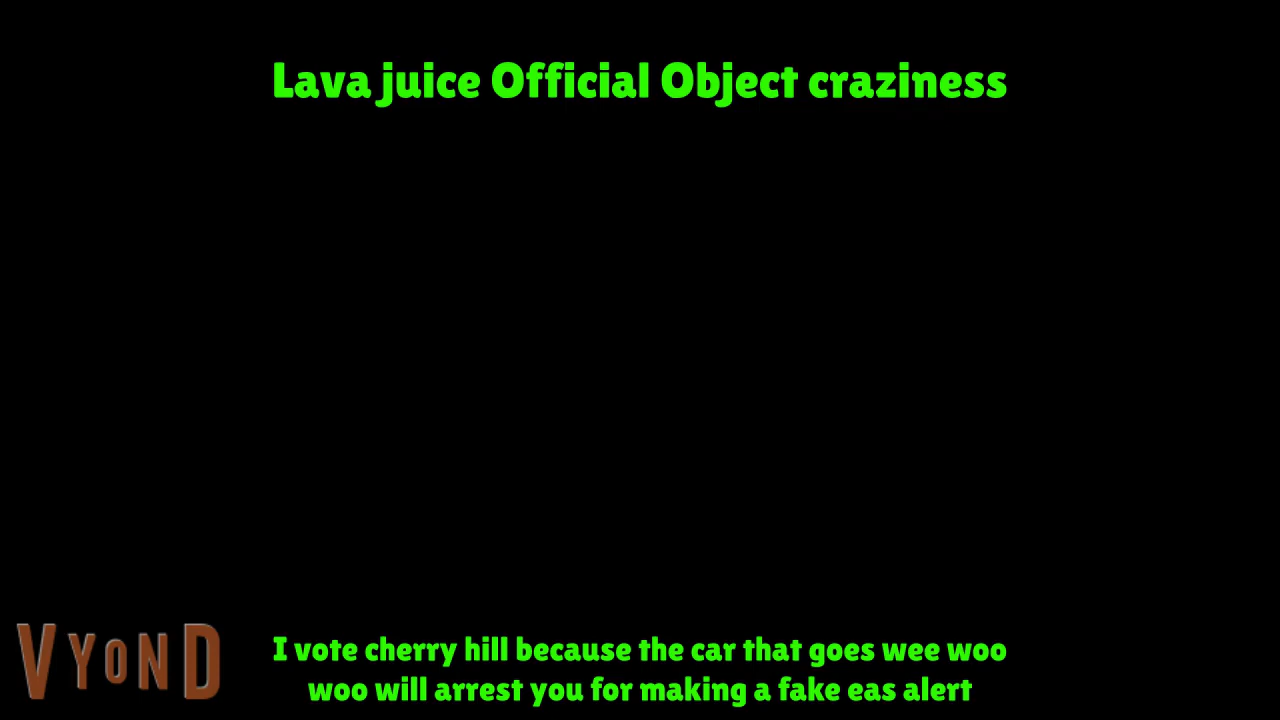 Lava juice Official Object craziness
VYOND
I vote cherry hill because the car that goes wee woo
woo will arrest you for making a fake eas alert